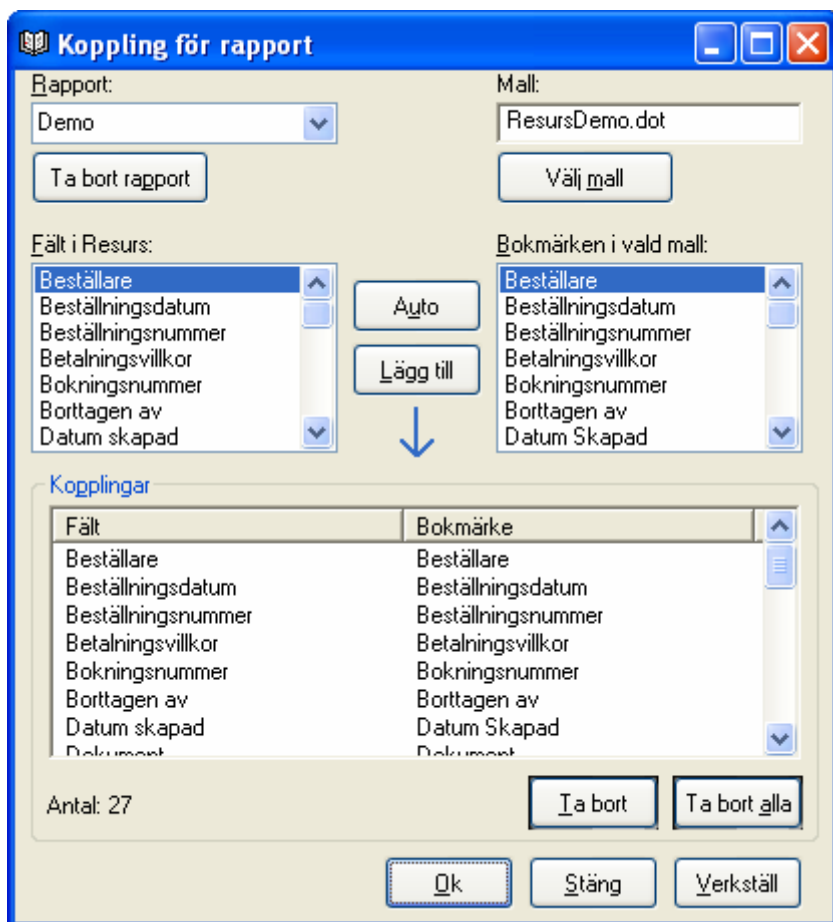 Koppling för rapport
Rapport:
Mall:
Demo
ResursDemo.dot
Ta bort rapport
Välj mall
Fält i Resurs:
Bokmärken i vald mall:
Beställare
Beställningsdatum
Beställningsnummer
Betalningsvillkor
Bokningsnummer
Borttagen av
Datum skapad
Auto
Lägg till
Beställare
Beställningsdatum
Beställningsnummer
Betalningsvillkor
Bokningsnummer
Borttagen av
Datum Skapad
Kopplingar
Fält Bokmärke
Beställare Beställare
Beställningsdatum Beställningsdatum
Beställningsnummer Beställningsnummer
Betalningsvillkor Betalningsvillkor
Bokningsnummer Bokningsnummer
Borttagen av Borttagen av
Datum skapad Datum Skapad
Dokument Dokument
Antal: 27
Ta bort
Ta bort alla
Ok
Stäng
Verkställ